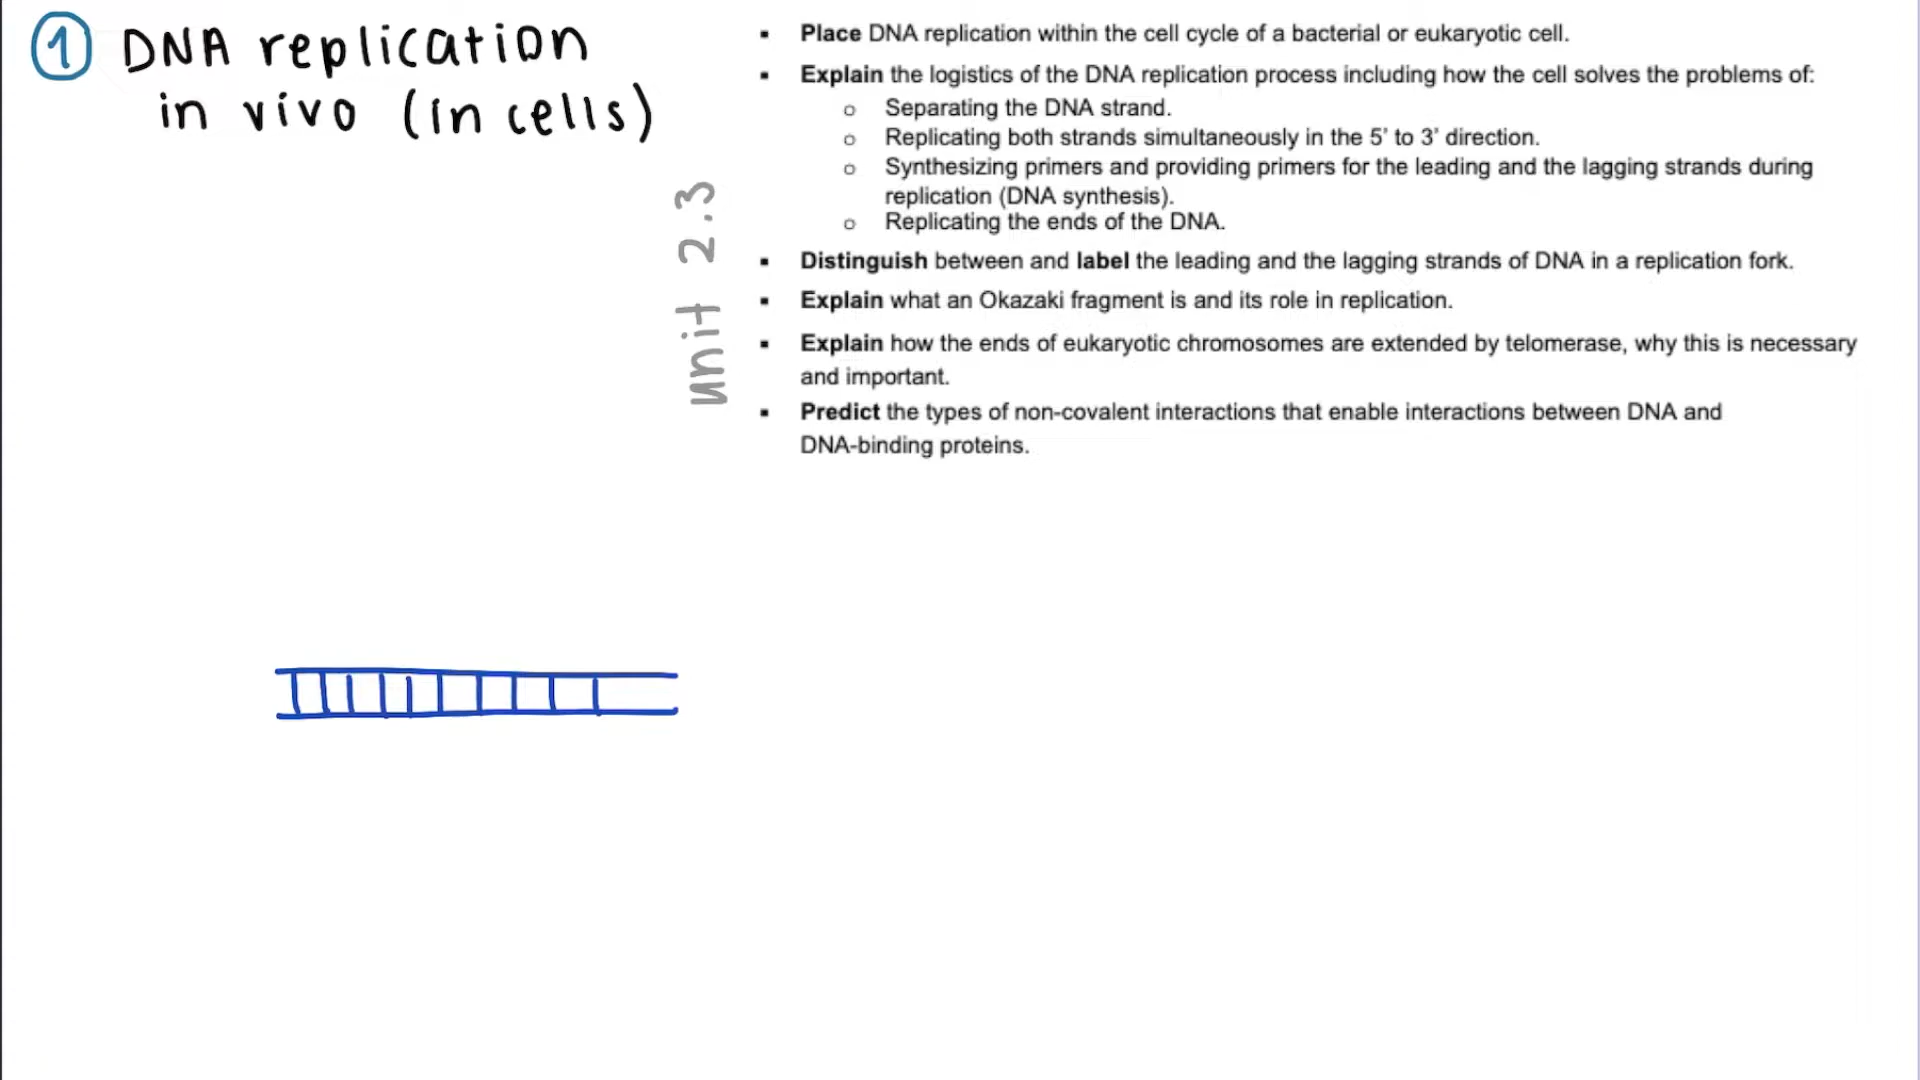 1 DNA replication
in vivo (in cells)
unit 2.3
▪ Place DNA replication within the cell cycle of a bacterial or eukaryotic cell.
▪ Explain the logistics of the DNA replication process including how the cell solves the problems of:
o Separating the DNA strand.
o Replicating both strands simultaneously in the 5' to 3' direction.
o Synthesizing primers and providing primers for the leading and the lagging strands during
replication (DNA synthesis).
o Replicating the ends of the DNA.
▪ Distinguish between and label the leading and the lagging strands of DNA in a replication fork.
▪ Explain what an Okazaki fragment is and its role in replication.
▪ Explain how the ends of eukaryotic chromosomes are extended by telomerase, why this is necessary
and important.
▪ Predict the types of non-covalent interactions that enable interactions between DNA and
DNA-binding proteins.